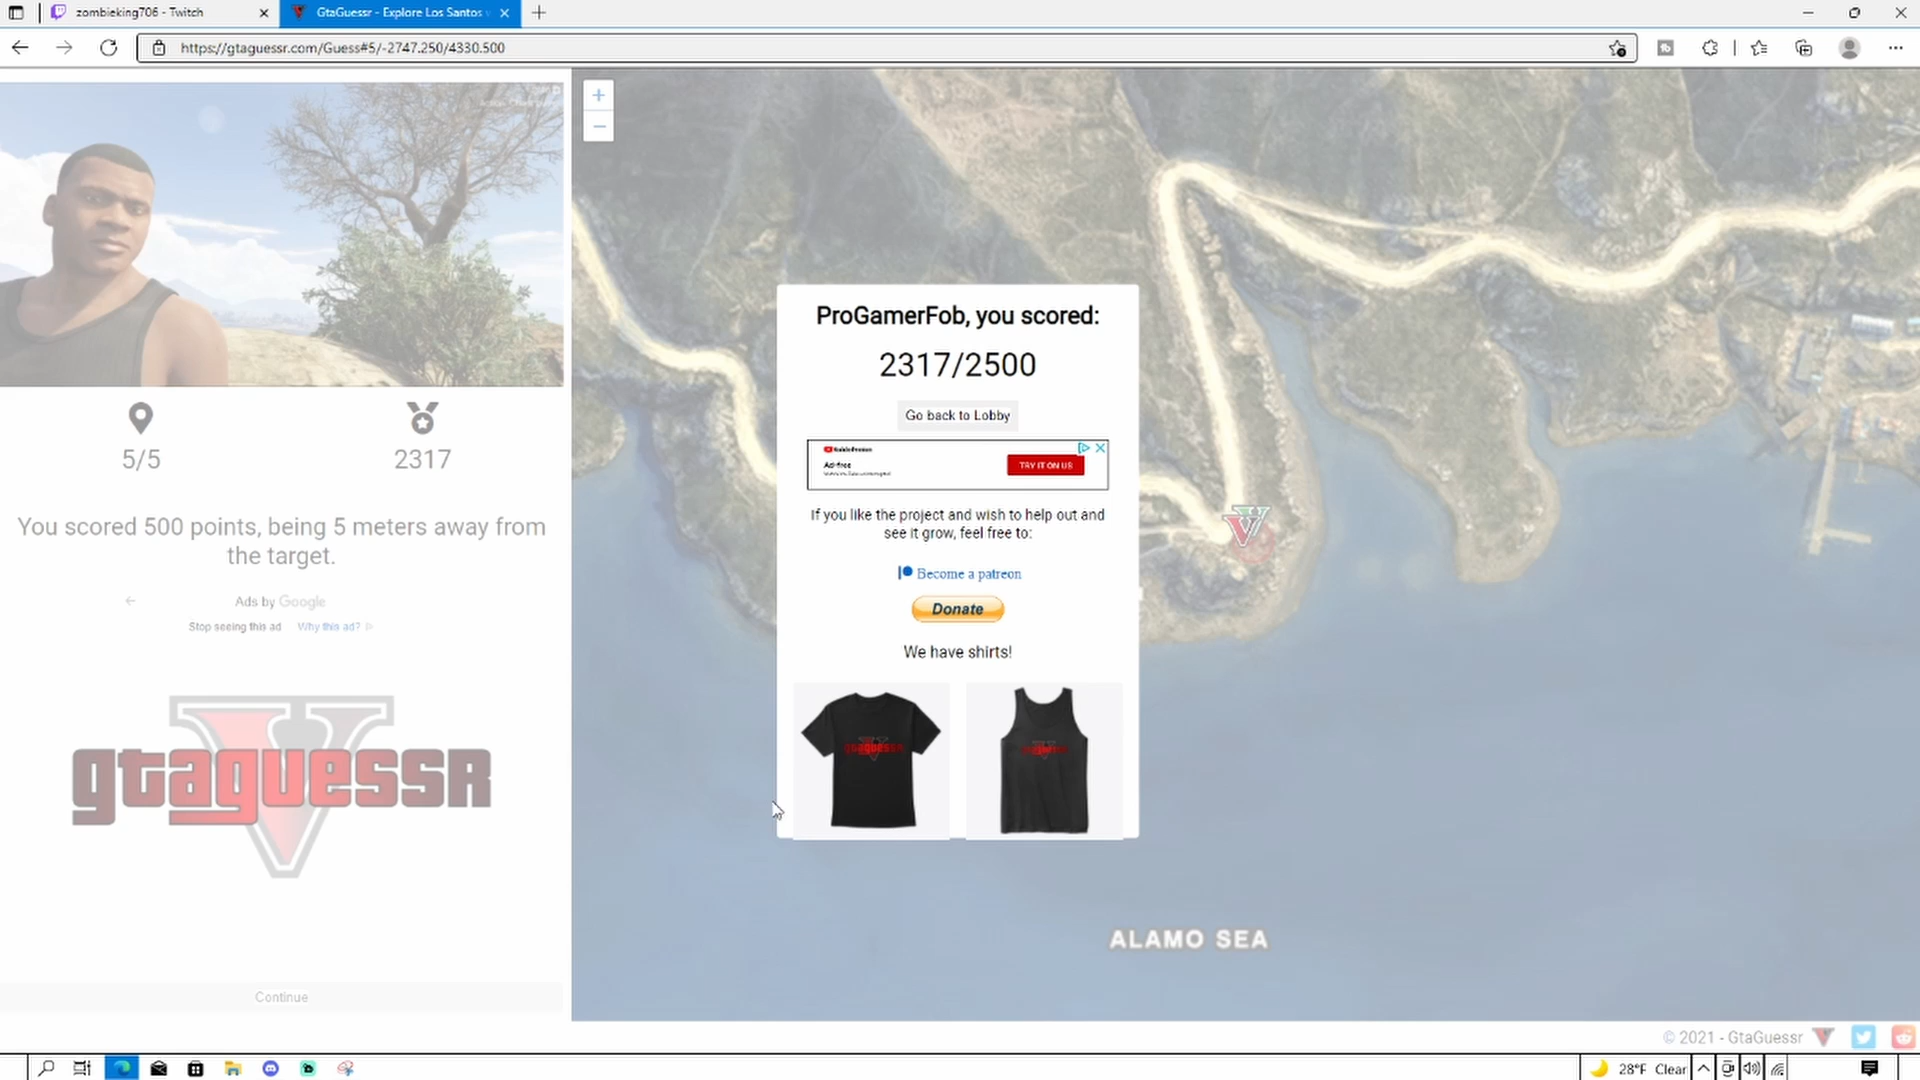 zombieking706 - Twitch
GtaGuessr - Explore Los Santos
https://gtaguessr.com/Guess#5/-2747.250/4330.500
5/5
2317
You scored 500 points, being 5 meters away from
the target.
Ads by Google
Stop seeing this ad
Why this ad?
gtaguessR
V
Continue
+
−
ProGamerFob, you scored:
2317/2500
Go back to Lobby
Ad-free
TRY IT ON US
If you like the project and wish to help out and
see it grow, feel free to:
Become a patreon
Donate
We have shirts!
gtaguessR
gtaguessR
ALAMO SEA
© 2021 - GtaGuessr
28°F Clear